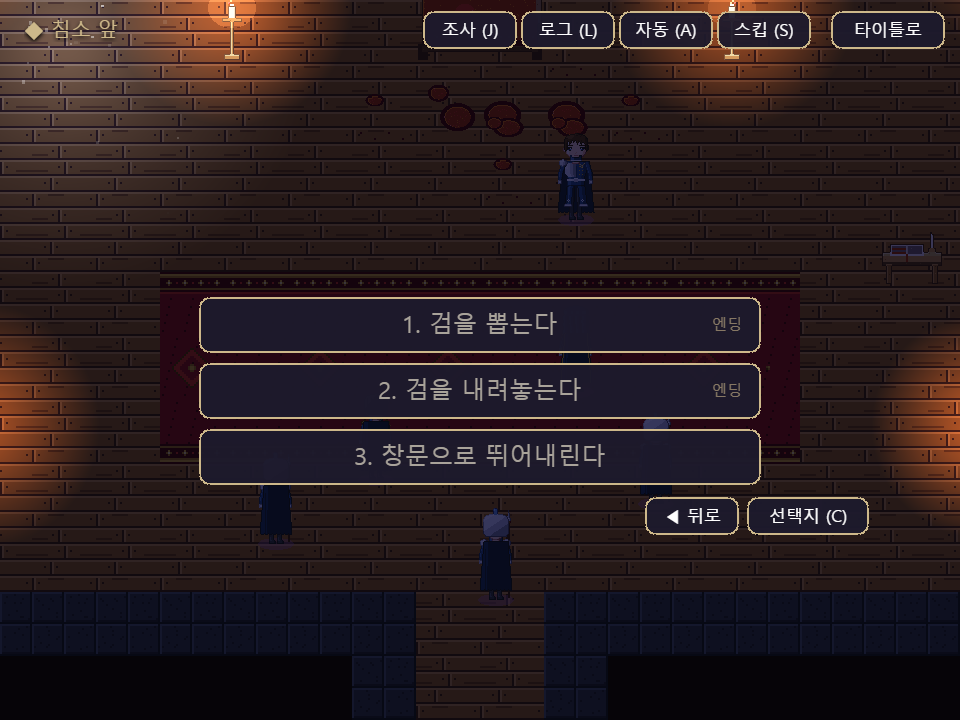 침소 앞
조사 (J)
로그 (L)
자동 (A)
스킵 (S)
타이틀로
1. 검을 뽑는다
엔딩
2. 검을 내려놓는다
엔딩
3. 창문으로 뛰어내린다
◀ 뒤로
선택지 (C)